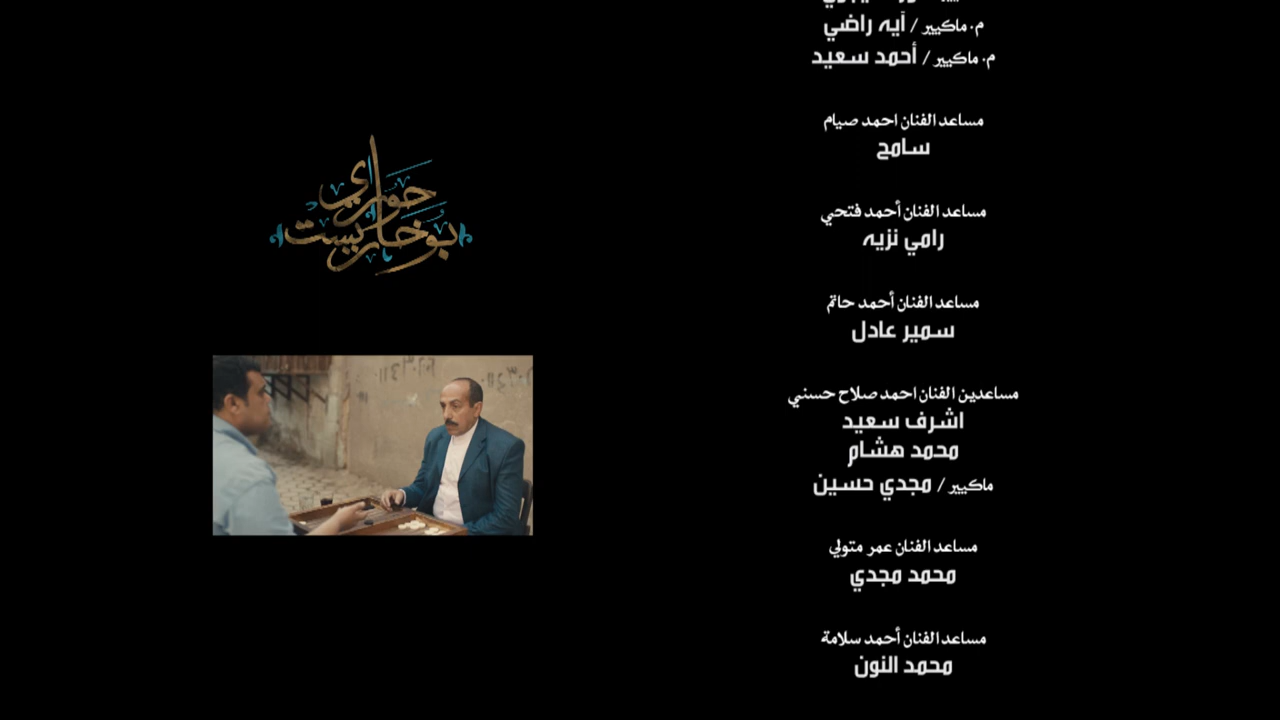 م. ماكيير / آيه راضي
م. ماكيير / أحمد سعيد
مساعد الفنان احمد صيام
سامح
مساعد الفنان أحمد فتحي
رامي نزيه
مساعد الفنان أحمد حاتم
سمير عادل
مساعدين الفنان احمد صلاح حسني
اشرف سعيد
محمد هشام
ماكيير / مجدي حسين
مساعد الفنان عمر متولي
محمد مجدي
مساعد الفنان أحمد سلامة
محمد النون
حواري
بوخارست